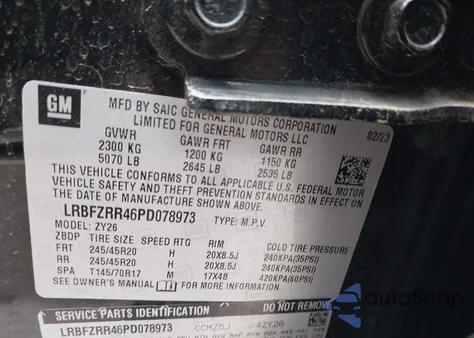 GM
MFD BY SAIC GENERAL MOTORS CORPORATION
LIMITED FOR GENERAL MOTORS LLC
02/23
GVWR GAWR FRT GAWR RR
2300 KG 1200 KG 1150 KG
5070 LB 2645 LB 2535 LB
THIS VEHICLE CONFORMS TO ALL APPLICABLE U.S. FEDERAL MOTOR
VEHICLE SAFETY AND THEFT PREVENTION STANDARDS IN EFFECT ON
THE DATE OF MANUFACTURE SHOWN ABOVE.
LRBFZRR46PD078973 TYPE: M.P.V.
MODEL: ZY26
ZBDP TIRE SIZE SPEED RTG RIM COLD TIRE PRESSURE
FRT 245/45R20 H 20X8.5J 240KPA(35PSI)
RR 245/45R20 H 20X8.5J 240KPA(35PSI)
SPA T145/70R17 M 17X4B 420KPA(60PSI)
SEE OWNER'S MANUAL FOR MORE INFORMATION.
SERVICE PARTS IDENTIFICATION DO NOT REMOVE
LRBFZRR46PD078973 CCMZ5J 4ZY26
autoSnap